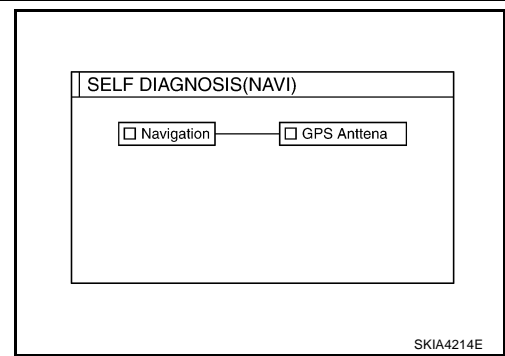 SELF DIAGNOSIS(NAVI)
Navigation
GPS Anttena
SKIA4214E